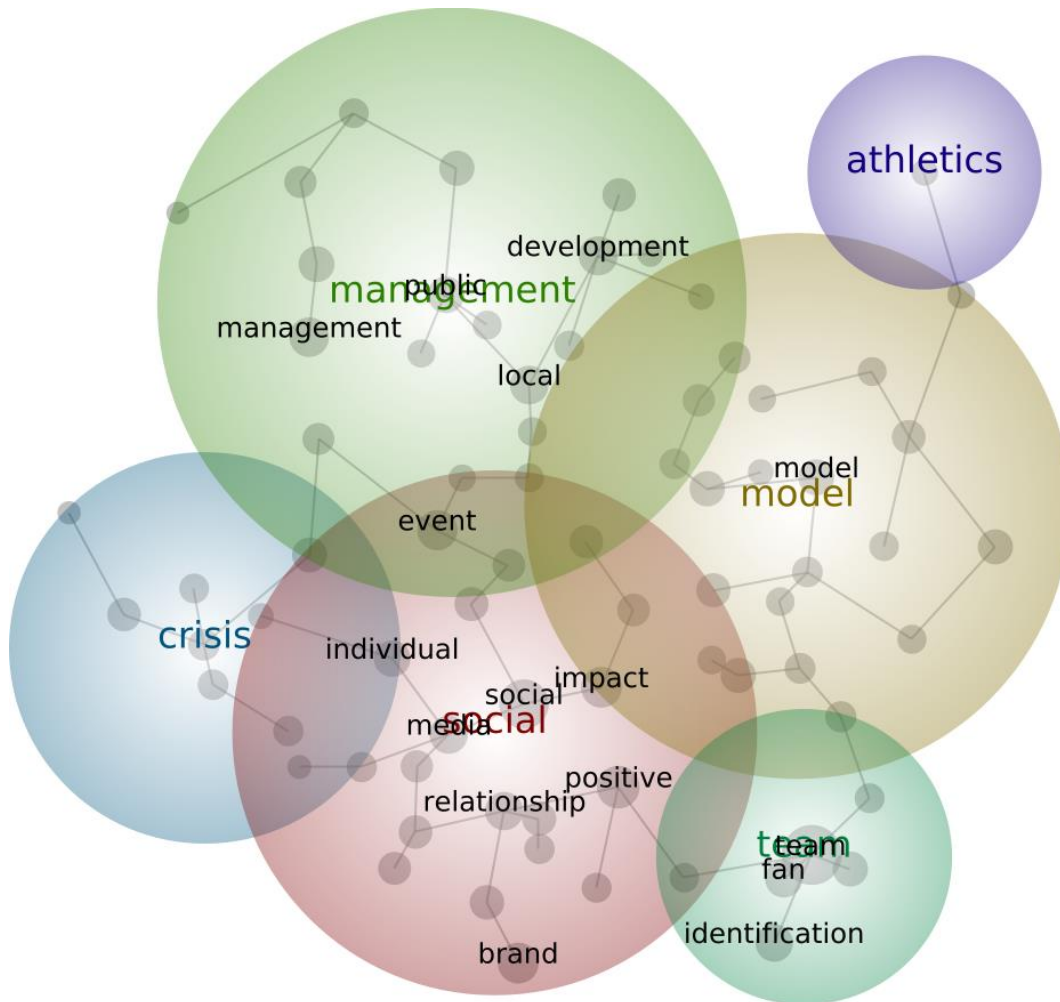 athletics
development
public
management
management
local
model
model
event
crisis
individual
impact
social
social
media
positive
relationship
team
team
fan
identification
brand